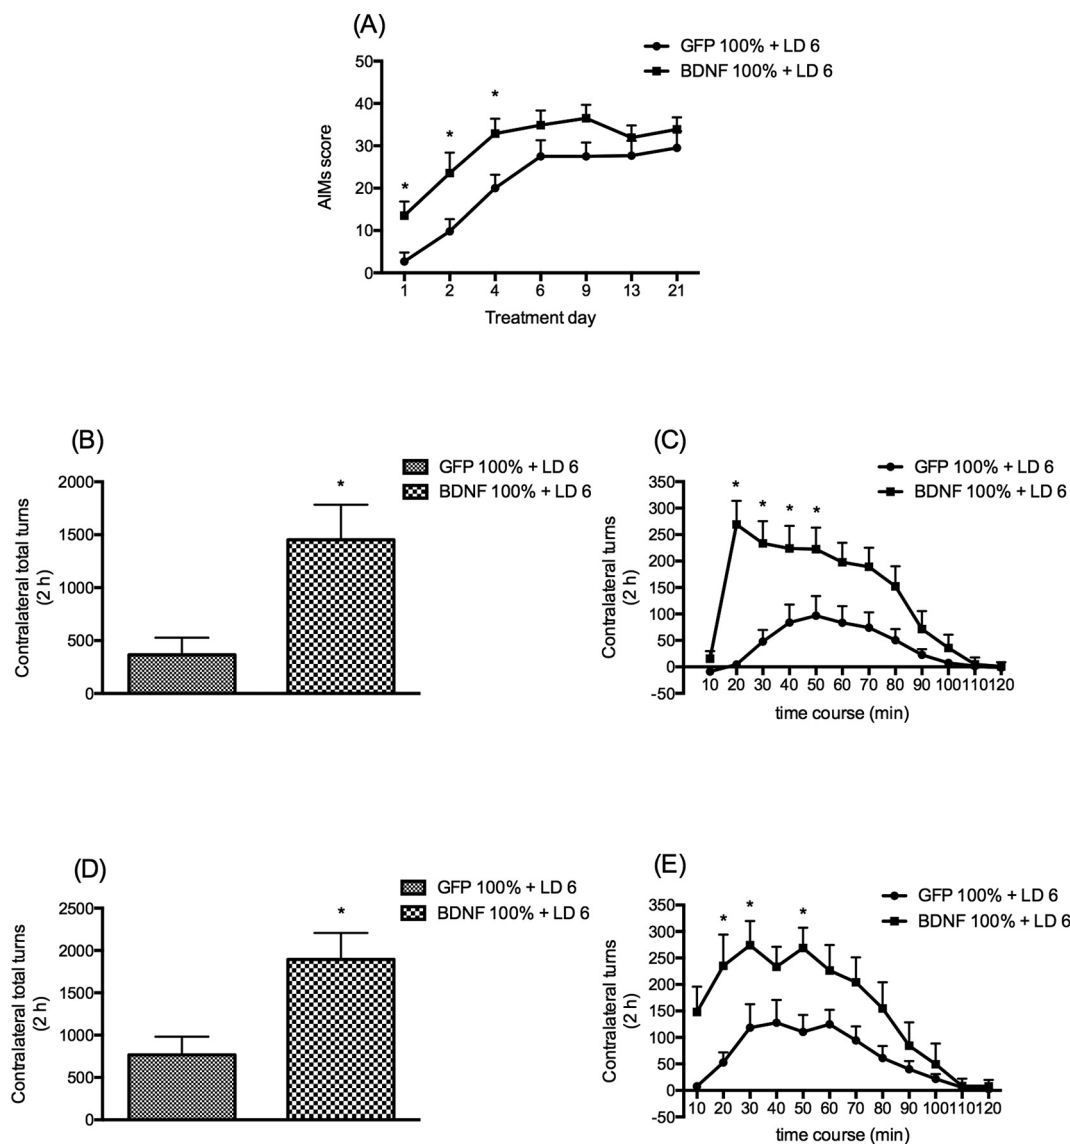 (A)
GFP 100% + LD 6
BDNF 100% + LD 6
AIMs score
50
40
30
20
10
0
*
*
*
1 2 4 6 9 13 21
Treatment day
(B)
GFP 100% + LD 6
BDNF 100% + LD 6
Contralateral total turns
(2 h)
2000
1500
1000
500
0
*
(C)
GFP 100% + LD 6
BDNF 100% + LD 6
Contralateral turns
(2 h)
350
300
250
200
150
100
50
0
-50
* * * *
10 20 30 40 50 60 70 80 90 100 110 120
time course (min)
(D)
GFP 100% + LD 6
BDNF 100% + LD 6
Contralateral total turns
(2 h)
2500
2000
1500
1000
500
0
*
(E)
GFP 100% + LD 6
BDNF 100% + LD 6
Contralateral turns
(2 h)
350
300
250
200
150
100
50
0
-50
* * *
10 20 30 40 50 60 70 80 90 100 110 120
time course (min)